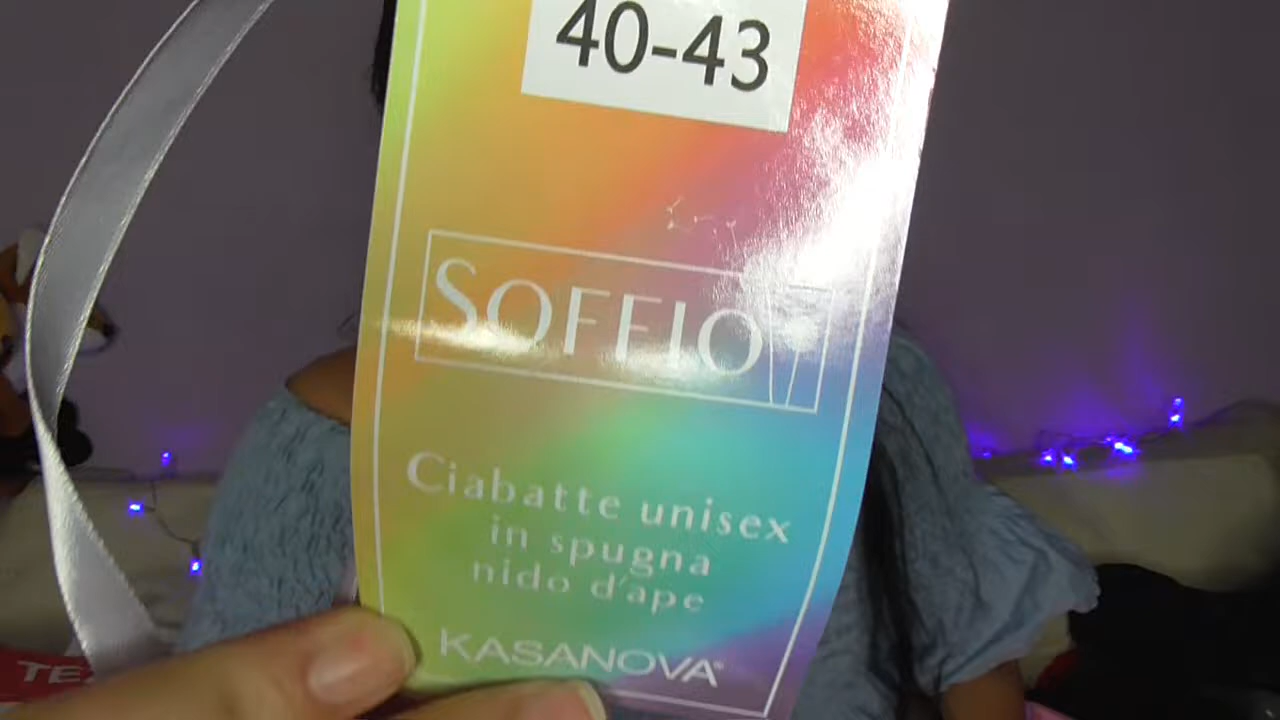 40-43
SOFFIO
Ciabatte unisex
in spugna
nido d'ape
KASANOVA®